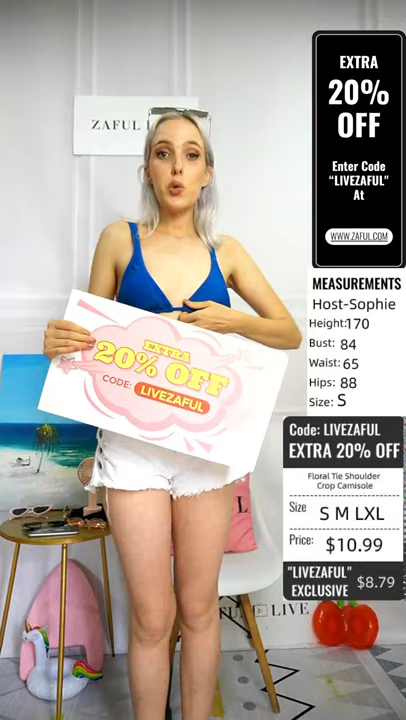 ZAFUL L
EXTRA
20% OFF
CODE: LIVEZAFUL
EXTRA
20%
OFF
Enter Code
"LIVEZAFUL"
At
WWW.ZAFUL.COM
MEASUREMENTS
Host-Sophie
Height:170
Bust: 84
Waist: 65
Hips: 88
Size: S
Code: LIVEZAFUL
EXTRA 20% OFF
Floral Tie Shoulder
Crop Camisole
Size S M LXL
Price: $10.99
"LIVEZAFUL"
EXCLUSIVE $8.79
LIVE